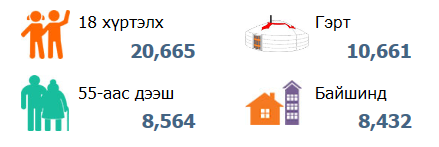 18 хүртэлх
20,665
Гэрт
10,661
55-аас дээш
8,564
Байшинд
8,432